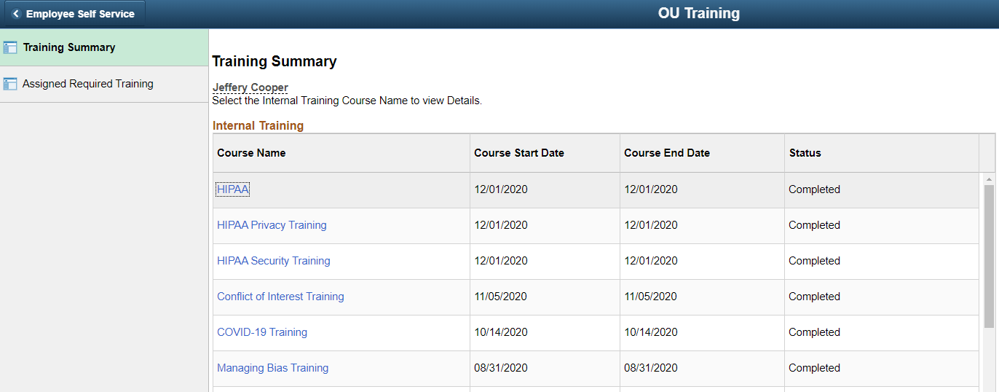 Employee Self Service
OU Training
Training Summary
Assigned Required Training
Training Summary
Jeffery Cooper
Select the Internal Training Course Name to view Details.
Internal Training
Course Name Course Start Date Course End Date Status
HIPAA 12/01/2020 12/01/2020 Completed
HIPAA Privacy Training 12/01/2020 12/01/2020 Completed
HIPAA Security Training 12/01/2020 12/01/2020 Completed
Conflict of Interest Training 11/05/2020 11/05/2020 Completed
COVID-19 Training 10/14/2020 10/14/2020 Completed
Managing Bias Training 08/31/2020 08/31/2020 Completed